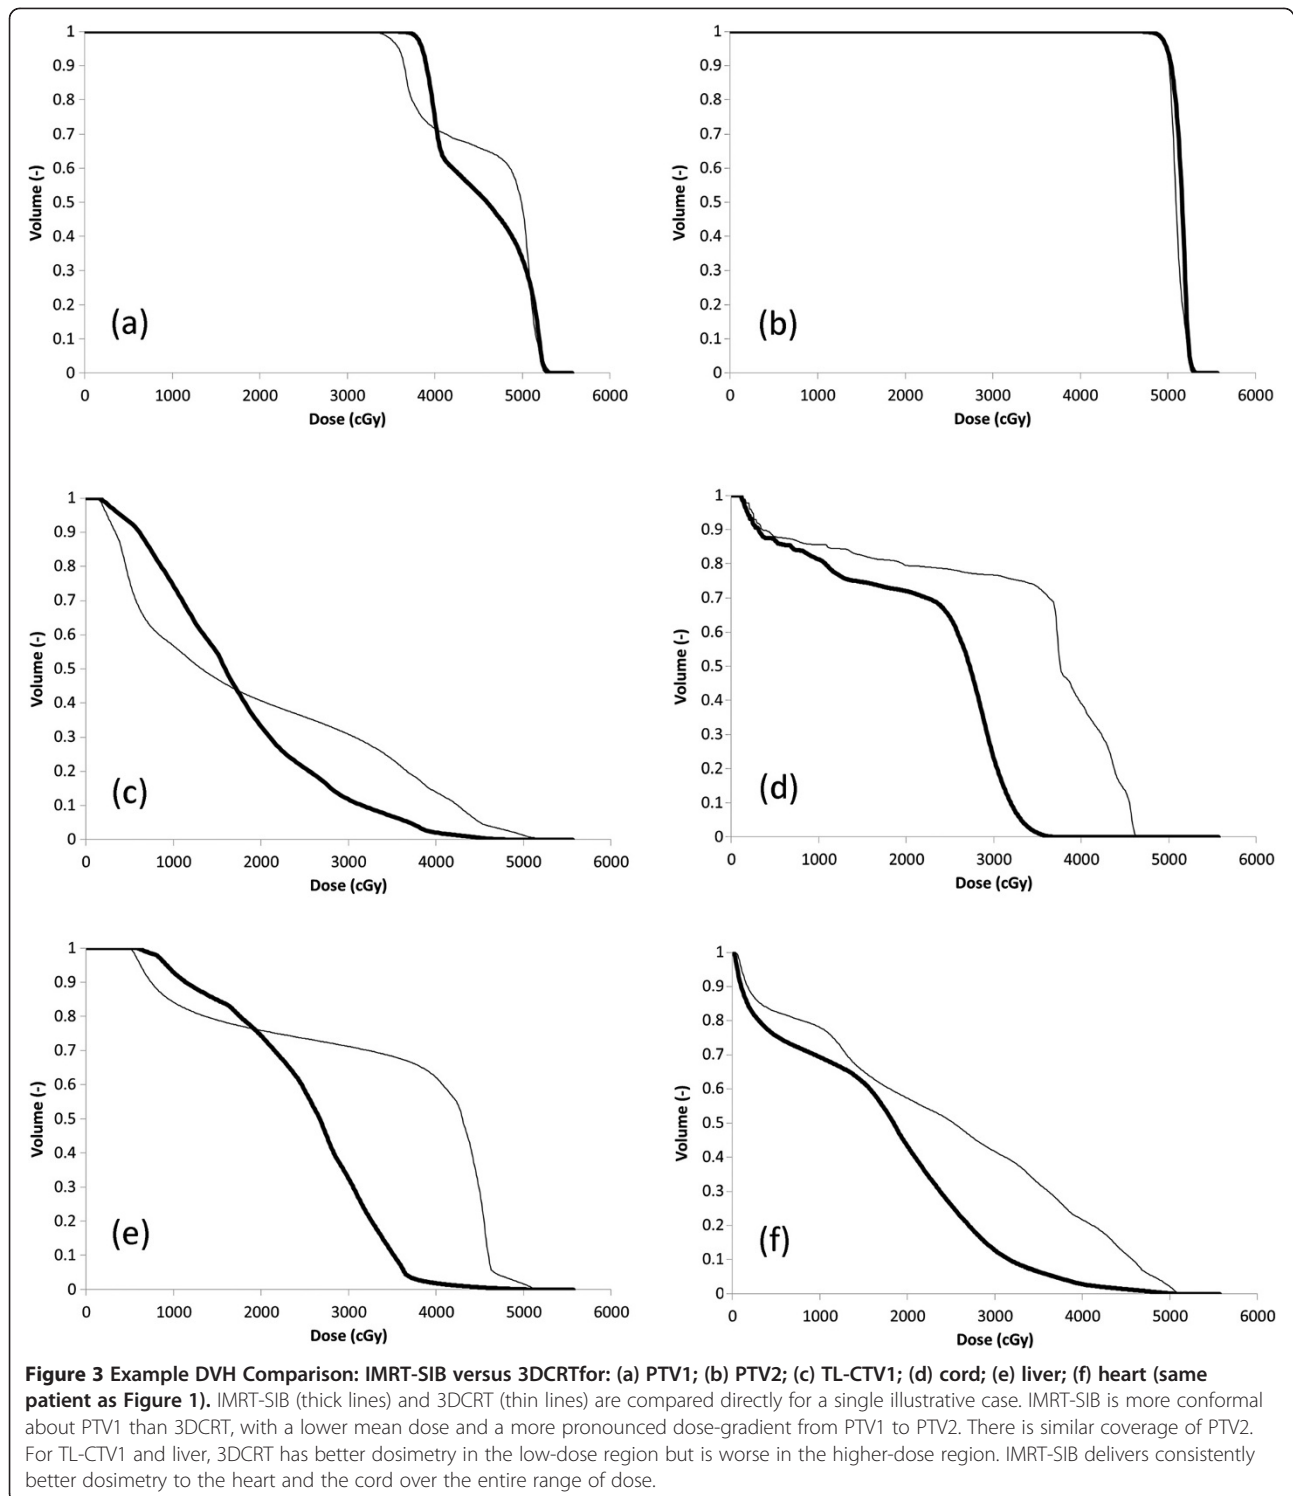 1
0.9
0.8
0.7
0.6
0.5
0.4
0.3
0.2
0.1
0
Volume (-)
(a)
0 1000 2000 3000 4000 5000 6000
Dose (cGy)
1
0.9
0.8
0.7
0.6
0.5
0.4
0.3
0.2
0.1
0
Volume (-)
(b)
0 1000 2000 3000 4000 5000 6000
Dose (cGy)
1
0.9
0.8
0.7
0.6
0.5
0.4
0.3
0.2
0.1
0
Volume (-)
(c)
0 1000 2000 3000 4000 5000 6000
Dose (cGy)
1
0.9
0.8
0.7
0.6
0.5
0.4
0.3
0.2
0.1
0
Volume (-)
(d)
0 1000 2000 3000 4000 5000 6000
Dose (cGy)
1
0.9
0.8
0.7
0.6
0.5
0.4
0.3
0.2
0.1
0
Volume (-)
(e)
0 1000 2000 3000 4000 5000 6000
Dose (cGy)
1
0.9
0.8
0.7
0.6
0.5
0.4
0.3
0.2
0.1
0
Volume (-)
(f)
0 1000 2000 3000 4000 5000 6000
Dose (cGy)
Figure 3 Example DVH Comparison: IMRT-SIB versus 3DCRTfor: (a) PTV1; (b) PTV2; (c) TL-CTV1; (d) cord; (e) liver; (f) heart (same
patient as Figure 1). IMRT-SIB (thick lines) and 3DCRT (thin lines) are compared directly for a single illustrative case. IMRT-SIB is more conformal
about PTV1 than 3DCRT, with a lower mean dose and a more pronounced dose-gradient from PTV1 to PTV2. There is similar coverage of PTV2.
For TL-CTV1 and liver, 3DCRT has better dosimetry in the low-dose region but is worse in the higher-dose region. IMRT-SIB delivers consistently
better dosimetry to the heart and the cord over the entire range of dose.